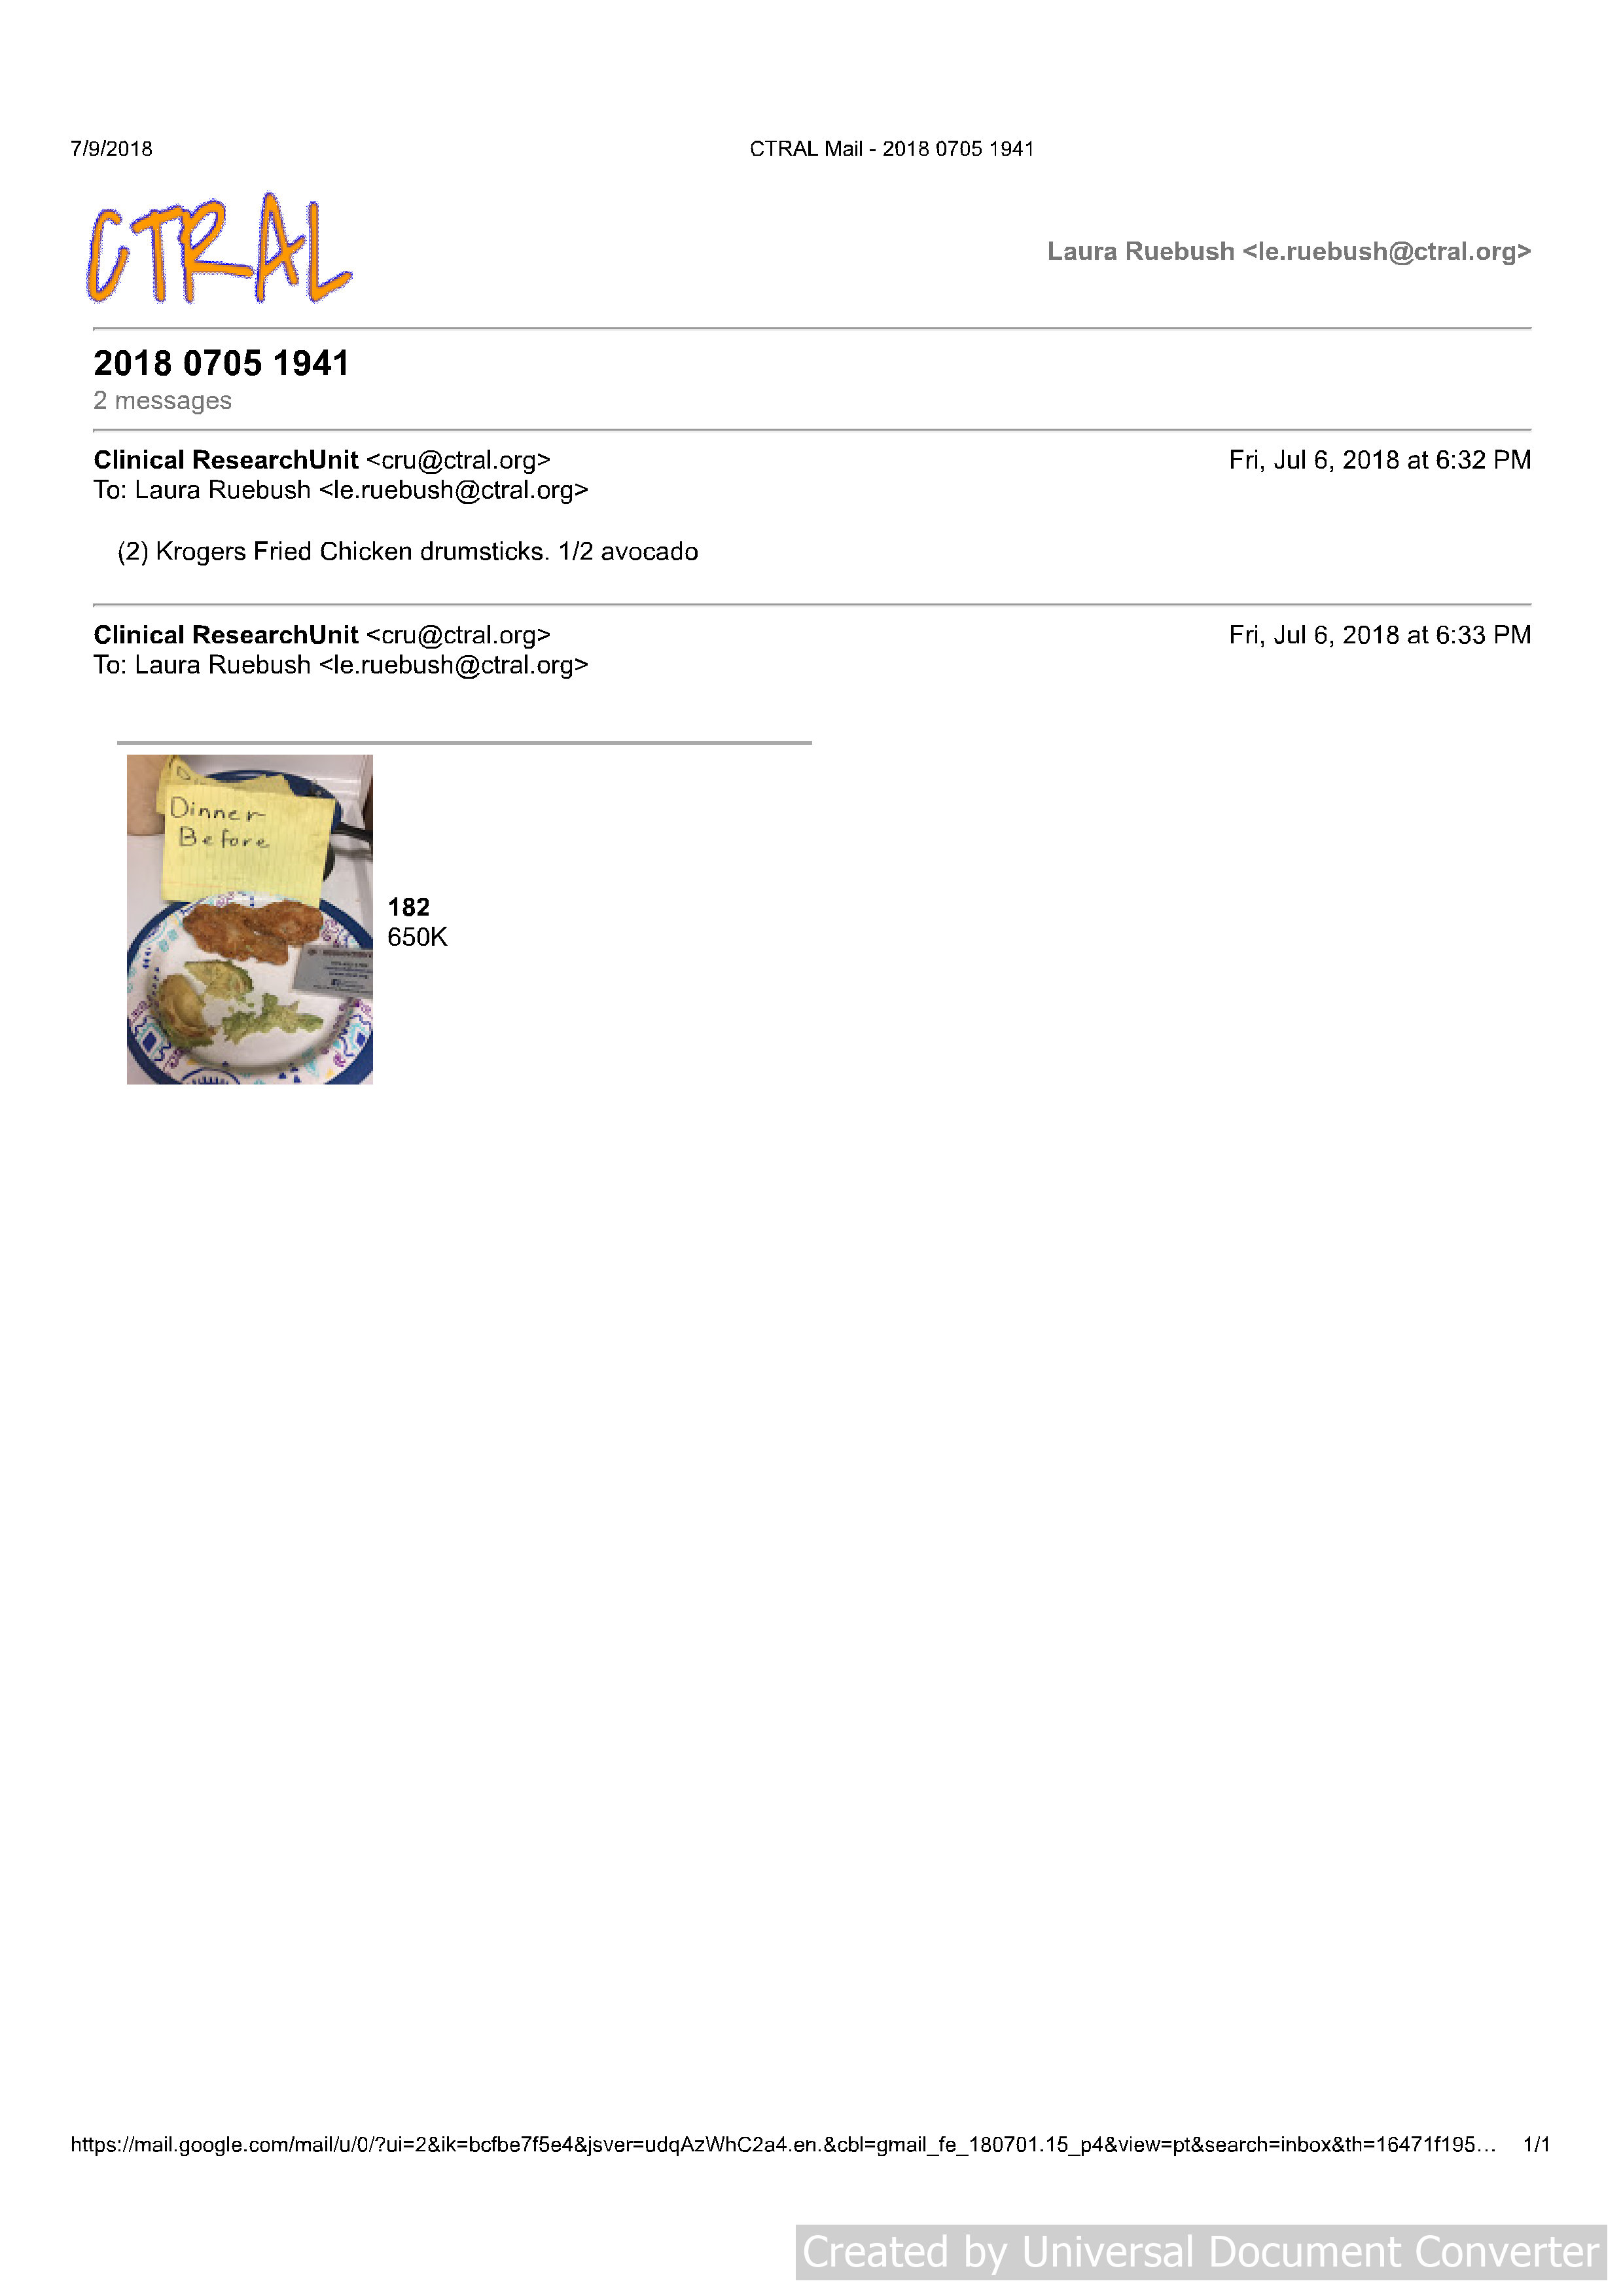 7/9/2018 CTRAL Mail - 2018 0705 1941
CTRAL
Laura Ruebush <le.ruebush@ctral.org>
2018 0705 1941
2 messages
Clinical ResearchUnit <cru@ctral.org> Fri, Jul 6, 2018 at 6:32 PM
To: Laura Ruebush <le.ruebush@ctral.org>
(2) Krogers Fried Chicken drumsticks. 1/2 avocado
Clinical ResearchUnit <cru@ctral.org> Fri, Jul 6, 2018 at 6:33 PM
To: Laura Ruebush <le.ruebush@ctral.org>
Dinner
Before
182
650K
https://mail.google.com/mail/u/0/?ui=2&ik=bcfbe7f5e4&jsver=udqAzWhC2a4.en.&cbl=gmail_fe_180701.15_p4&view=pt&search=inbox&th=16471f195... 1/1
Created by Universal Document Converter